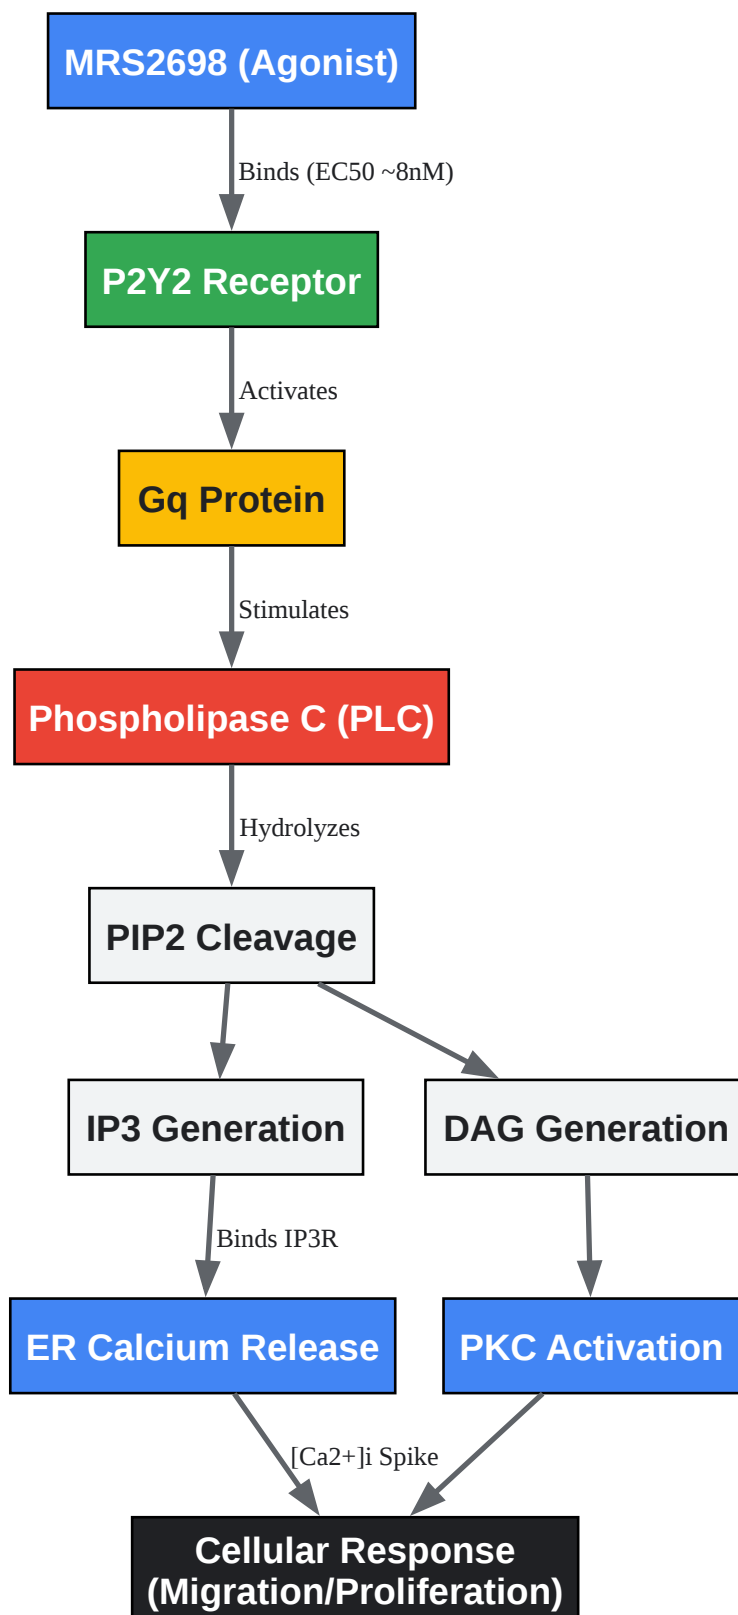 MRS2698 (Agonist)
Binds (EC50 ~8nM)
P2Y2 Receptor
Activates
Gq Protein
Stimulates
Phospholipase C (PLC)
Hydrolyzes
PIP2 Cleavage
IP3 Generation
DAG Generation
Binds IP3R
ER Calcium Release
PKC Activation
[Ca2+]i Spike
Cellular Response
(Migration/Proliferation)